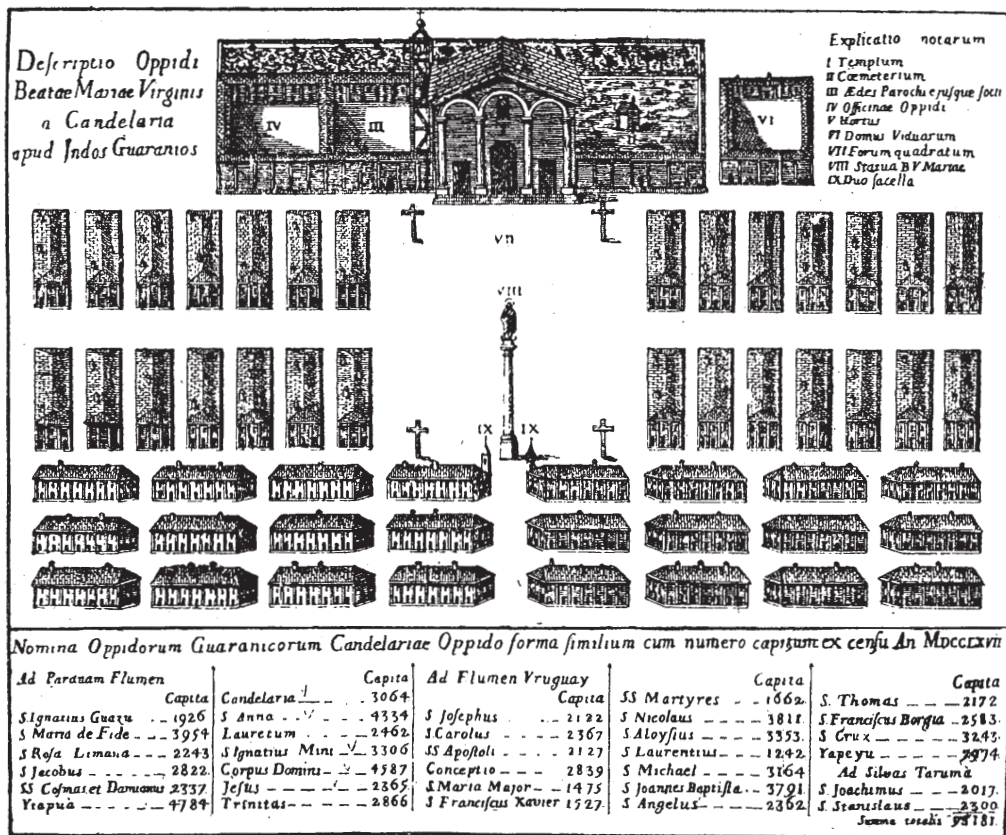 Descriptio Oppidi
Beatae Mariae Virginis
a Candelaria
apud Indos Guaranios
Explicatio notarum
I Templum
II Cœmeterium
III Ædes Parochi ejusque socii
IV Officinae Oppidi
V Hortus
VI Domus Viduarum
VII Forum quadratum
VIII Statua B V Mariae
IX Duo sacella
IV
III
VI
VII
VIII
IX IX
Nomina Oppidorum Guaranicorum Candelariae Oppido forma similium cum numero capitum ex censu An MDCCLXVII
Ad Paranam Flumen
Capita
S. Ignatius Guazu 1926
S Maria de Fide 3954
S Rosa Limana 2243
S Jacobus 2822
SS Cosmas et Damianus 2337
Ytapua 4784
Capita
Candelaria 3064
S Anna 4334
Lauretum 2462
S Ignatius Mini 3306
Corpus Domini 4587
Jesus 2365
Trinitas 2866
Ad Flumen Vruguay
Capita
S Josephus 2122
S. Carolus 2367
SS Apostoli 2127
Conceptio 2839
S. Maria Major 1475
S Franciscus Xavier 1527
Capita
SS Martyres 1662
S Nicolaus 3811
S. Aloysius 3353
S Laurentius 1242
S Michael 3164
S Joannes Baptista 3791
S Angelus 2362
Capita
S. Thomas 2172
S. Franciscus Borgia 2583
S Crux 3243
Yapeyu 7974
Ad Silvas Taruma
S. Joachimus 2017
S. Stanislaus 2300
Summa totalis